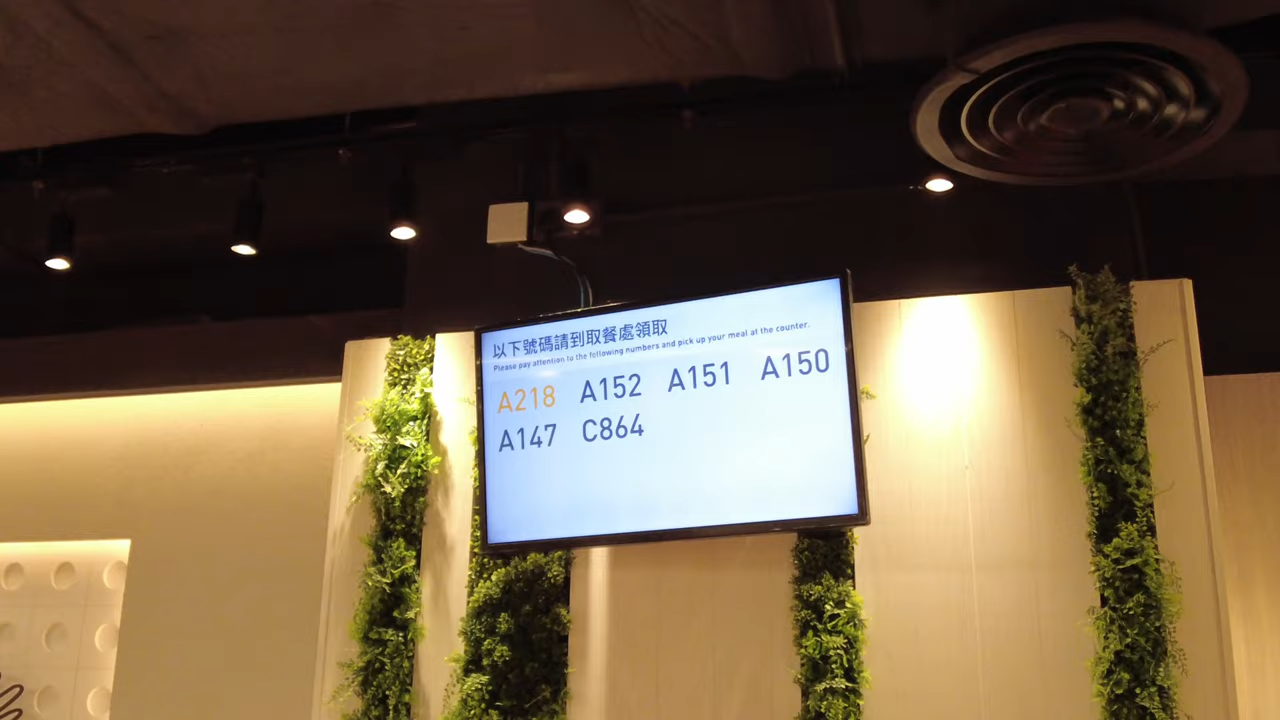 以下號碼請到取餐處領取
Please pay attention to the following numbers and pick up your meal at the counter.
A218 A152 A151 A150
A147 C864